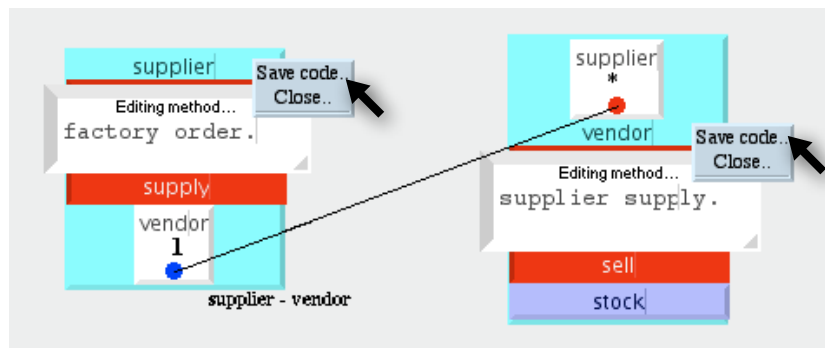 supplier
Save code..
Close..
Editing method...
factory order.
supply
vendor
1
supplier - vendor
supplier
*
vendor
Save code..
Close..
Editing method...
supplier supply.
sell
stock